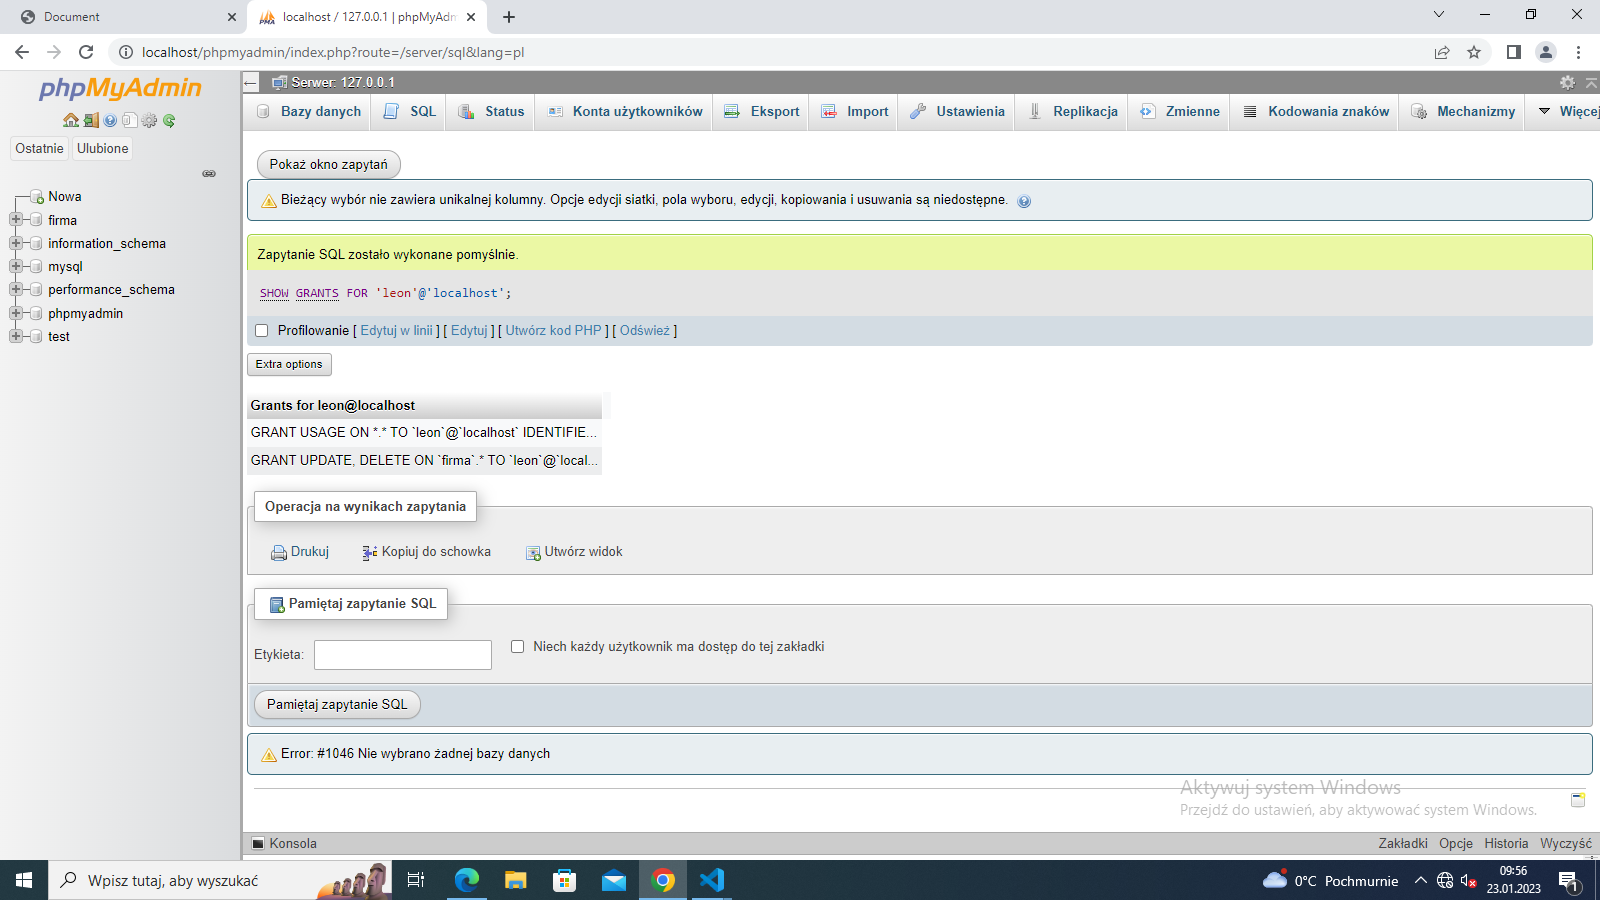 Document
localhost / 127.0.0.1 | phpMyAdm
localhost/phpmyadmin/index.php?route=/server/sql&lang=pl
phpMyAdmin
Ostatnie Ulubione
Nowa
firma
information_schema
mysql
performance_schema
phpmyadmin
test
Serwer: 127.0.0.1
Bazy danych SQL Status Konta użytkowników Eksport Import Ustawienia Replikacja Zmienne Kodowania znaków Mechanizmy Więcej
Pokaż okno zapytań
Bieżący wybór nie zawiera unikalnej kolumny. Opcje edycji siatki, pola wyboru, edycji, kopiowania i usuwania są niedostępne.
Zapytanie SQL zostało wykonane pomyślnie.
SHOW GRANTS FOR 'leon'@'localhost';
Profilowanie [ Edytuj w linii ] [ Edytuj ] [ Utwórz kod PHP ] [ Odśwież ]
Extra options
Grants for leon@localhost
GRANT USAGE ON *.* TO `leon`@`localhost` IDENTIFIE...
GRANT UPDATE, DELETE ON `firma`.* TO `leon`@`local...
Operacja na wynikach zapytania
Drukuj Kopiuj do schowka Utwórz widok
Pamiętaj zapytanie SQL
Etykieta: Niech każdy użytkownik ma dostęp do tej zakładki
Pamiętaj zapytanie SQL
Error: #1046 Nie wybrano żadnej bazy danych
Aktywuj system Windows
Przejdź do ustawień, aby aktywować system Windows.
Konsola Zakładki Opcje Historia Wyczyść
Wpisz tutaj, aby wyszukać
0°C Pochmurnie
09:56
23.01.2023
1